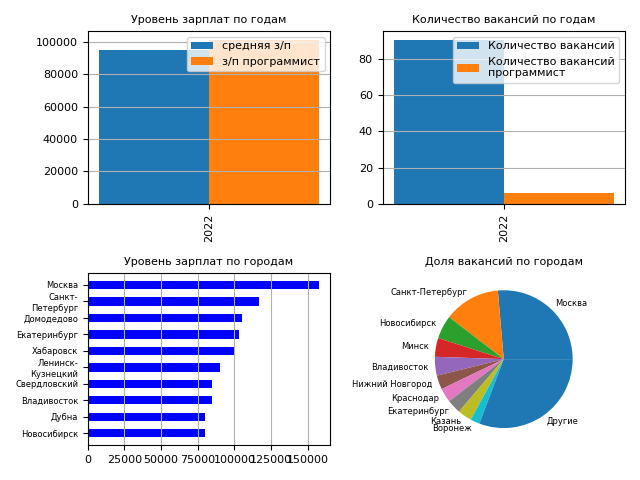 Уровень зарплат по годам
100000
80000
60000
40000
20000
0
средняя з/п
з/п программист
2022
Количество вакансий по годам
80
60
40
20
0
Количество вакансий
Количество вакансий
программист
2022
Уровень зарплат по городам
Москва
Санкт-
Петербург
Домодедово
Екатеринбург
Хабаровск
Ленинск-
Кузнецкий
Свердловский
Владивосток
Дубна
Новосибирск
0 25000 50000 75000 100000 125000 150000
Доля вакансий по городам
Москва
Санкт-Петербург
Новосибирск
Минск
Владивосток
Нижний Новгород
Краснодар
Екатеринбург
Казань
Воронеж
Другие